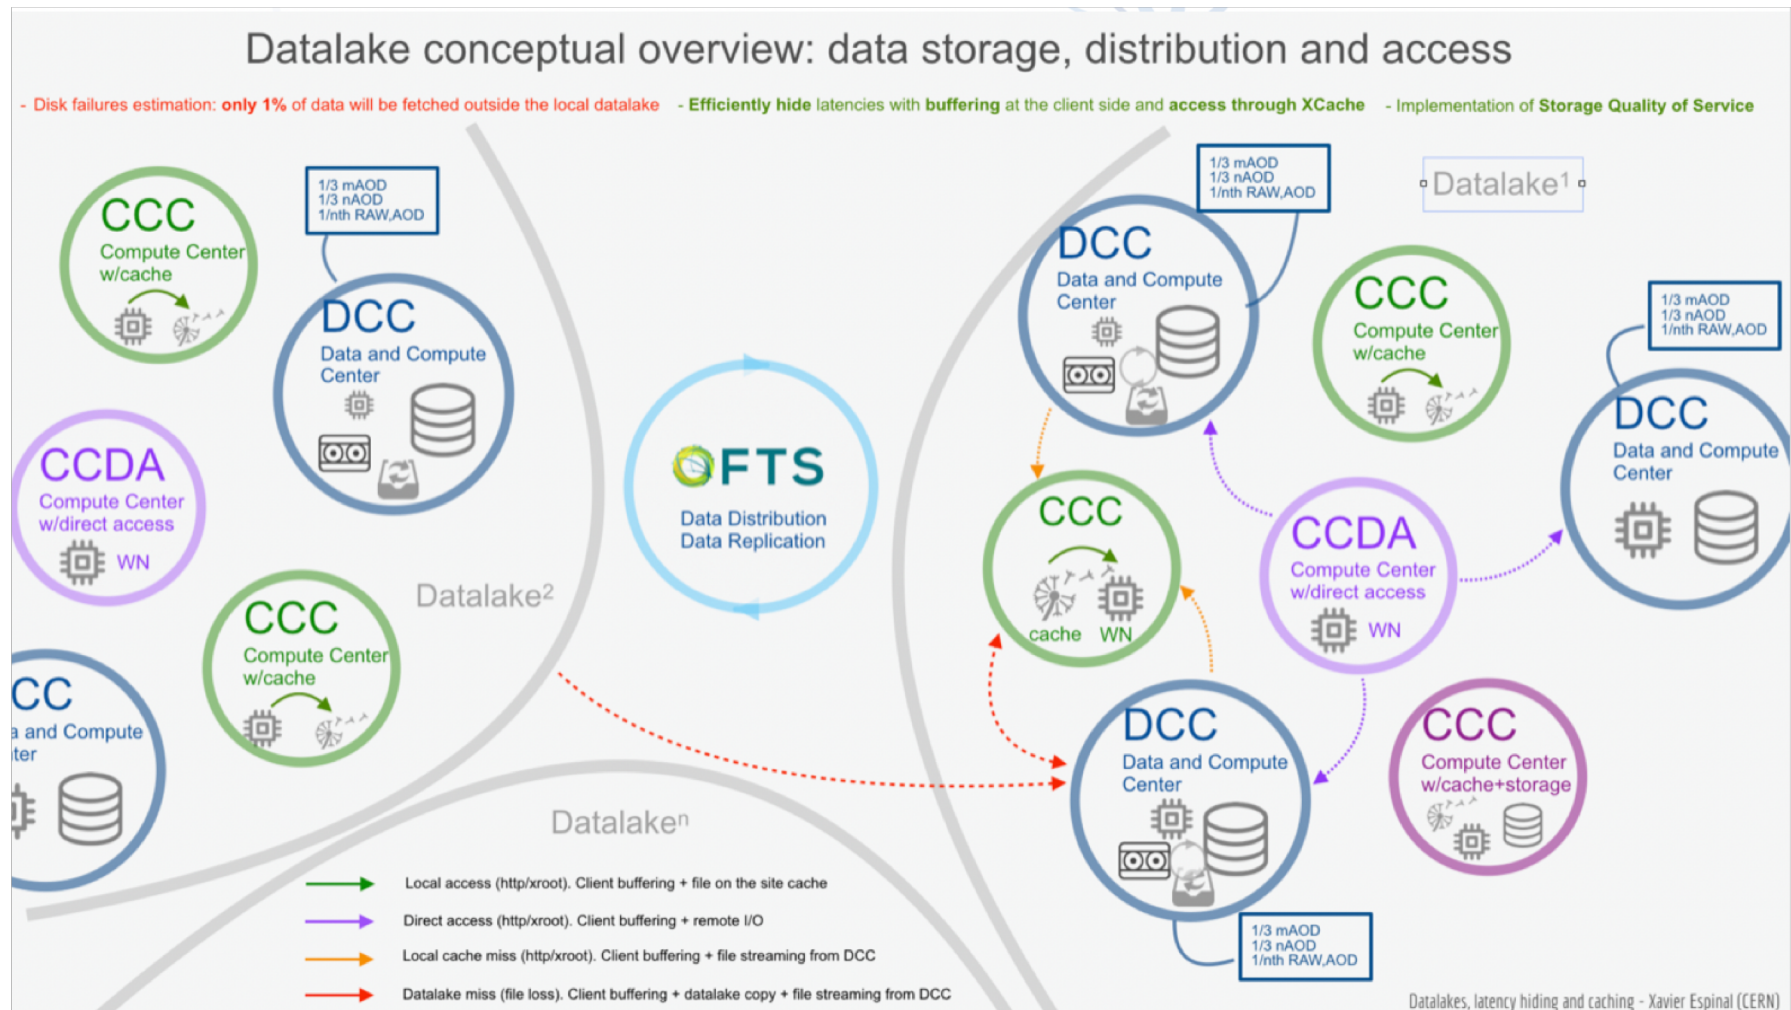 Datalake conceptual overview: data storage, distribution and access
- Disk failures estimation: only 1% of data will be fetched outside the local datalake - Efficiently hide latencies with buffering at the client side and access through XCache - Implementation of Storage Quality of Service
CCC
Compute Center
w/cache
1/3 mAOD
1/3 nAOD
1/nth RAW,AOD
DCC
Data and Compute
Center
CCDA
Compute Center
w/direct access
WN
CCC
Compute Center
w/cache
Datalake²
CC
a and Compute
ter
FTS
Data Distribution
Data Replication
Datalakeⁿ
1/3 mAOD
1/3 nAOD
1/nth RAW,AOD
Datalake¹
DCC
Data and Compute
Center
CCC
Compute Center
w/cache
1/3 mAOD
1/3 nAOD
1/nth RAW,AOD
DCC
Data and Compute
Center
CCC
cache WN
CCDA
Compute Center
w/direct access
WN
DCC
Data and Compute
Center
CCC
Compute Center
w/cache+storage
1/3 mAOD
1/3 nAOD
1/nth RAW,AOD
Local access (http/xroot). Client buffering + file on the site cache
Direct access (http/xroot). Client buffering + remote I/O
Local cache miss (http/xroot). Client buffering + file streaming from DCC
Datalake miss (file loss). Client buffering + datalake copy + file streaming from DCC
Datalakes, latency hiding and caching - Xavier Espinal (CERN)